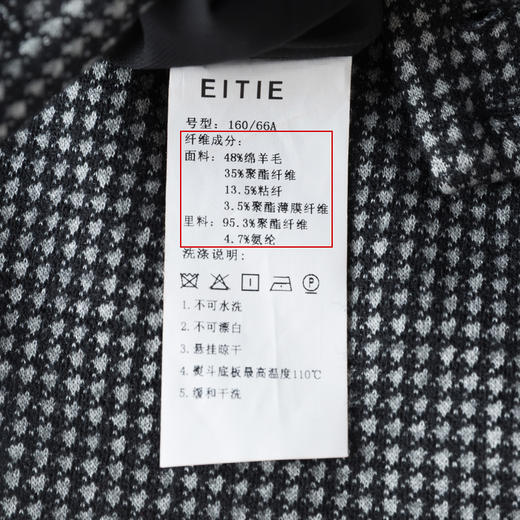 EITIE
号型: 160/66A
纤维成分:
面料: 48%绵羊毛
35%聚酯纤维
13.5%粘纤
3.5%聚酯薄膜纤维
里料: 95.3%聚酯纤维
4.7%氨纶
洗涤说明:
P
1.不可水洗
2.不可漂白
3.悬挂晾干
4.熨斗底板最高温度110℃
5.缓和干洗